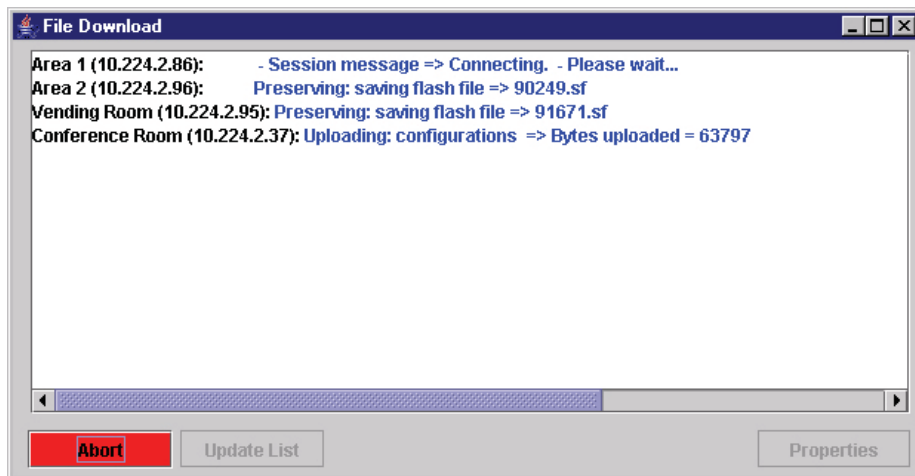 File Download
Area 1 (10.224.2.86): - Session message => Connecting. - Please wait...
Area 2 (10.224.2.96): Preserving: saving flash file => 90249.sf
Vending Room (10.224.2.95): Preserving: saving flash file => 91671.sf
Conference Room (10.224.2.37): Uploading: configurations => Bytes uploaded = 63797
Abort Update List Properties